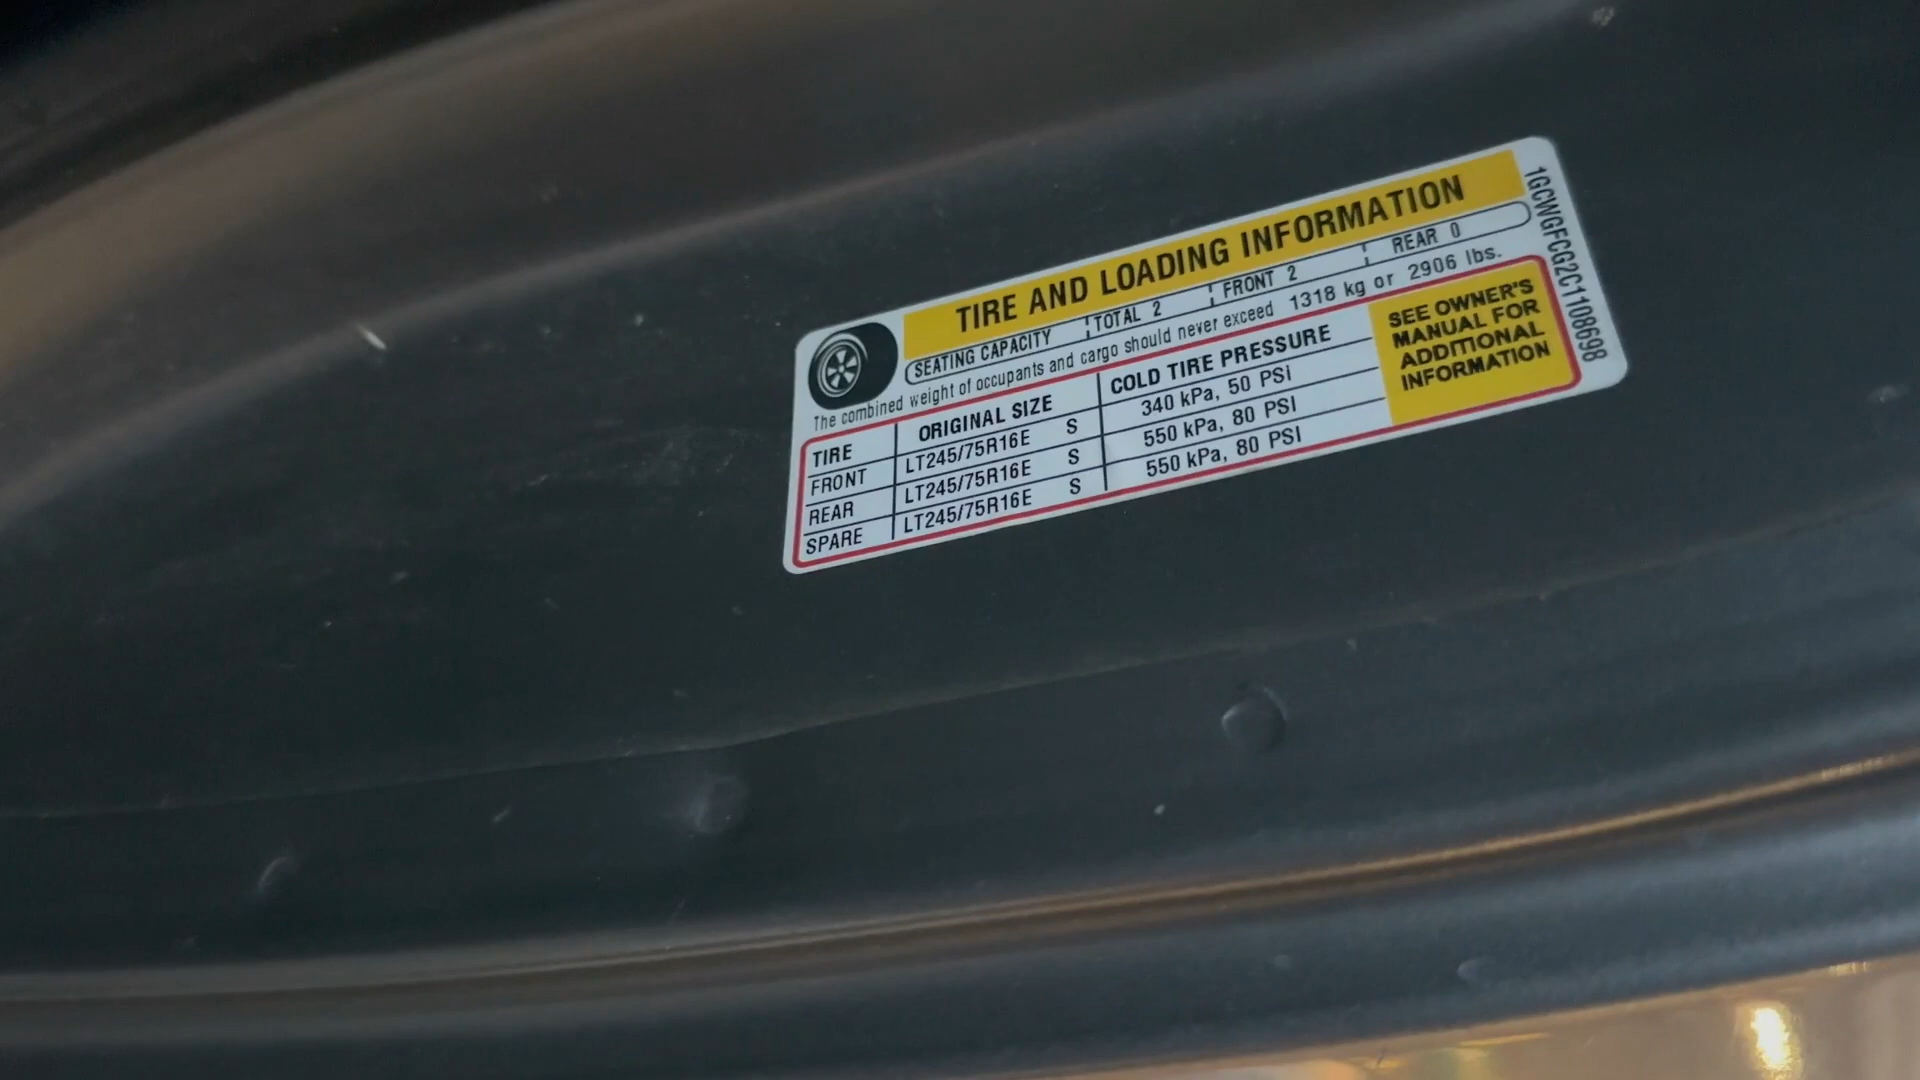 TIRE AND LOADING INFORMATION
SEATING CAPACITY TOTAL 2 FRONT 2 REAR 0
The combined weight of occupants and cargo should never exceed 1318 kg or 2906 lbs.
TIRE ORIGINAL SIZE COLD TIRE PRESSURE
FRONT LT245/75R16E S 340 kPa, 50 PSI
REAR LT245/75R16E S 550 kPa, 80 PSI
SPARE LT245/75R16E S 550 kPa, 80 PSI
SEE OWNER'S
MANUAL FOR
ADDITIONAL
INFORMATION
1GCWGFCG2C1108698